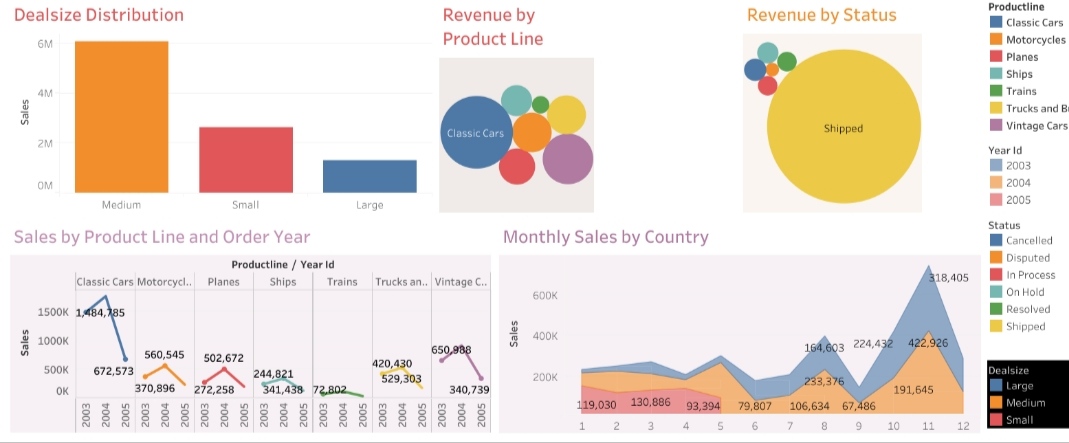 Dealsize Distribution
6M
4M
2M
0M
Sales
Medium
Small
Large
Revenue by
Product Line
Classic Cars
Revenue by Status
Shipped
Productline
Classic Cars
Motorcycles
Planes
Ships
Trains
Trucks and B
Vintage Cars
Year Id
2003
2004
2005
Status
Cancelled
Disputed
In Process
On Hold
Resolved
Shipped
Dealsize
Large
Medium
Small
Sales by Product Line and Order Year
Productline / Year Id
Classic Cars Motorcycl.. Planes Ships Trains Trucks an.. Vintage C..
1500K
1000K
500K
0K
Sales
1,484,785
672,573
560,545
370,896
502,672
272,258
244,821
341,438
72,802
420,430
529,303
650,988
340,739
2003 2004 2005 2003 2004 2005 2003 2004 2005 2003 2004 2005 2003 2004 2005 2003 2004 2005 2003 2004 2005
Monthly Sales by Country
600K
400K
200K
Sales
318,405
164,603
224,432
422,926
233,376
191,645
119,030
130,886
93,394
79,807
106,634
67,486
1 2 3 4 5 6 7 8 9 10 11 12